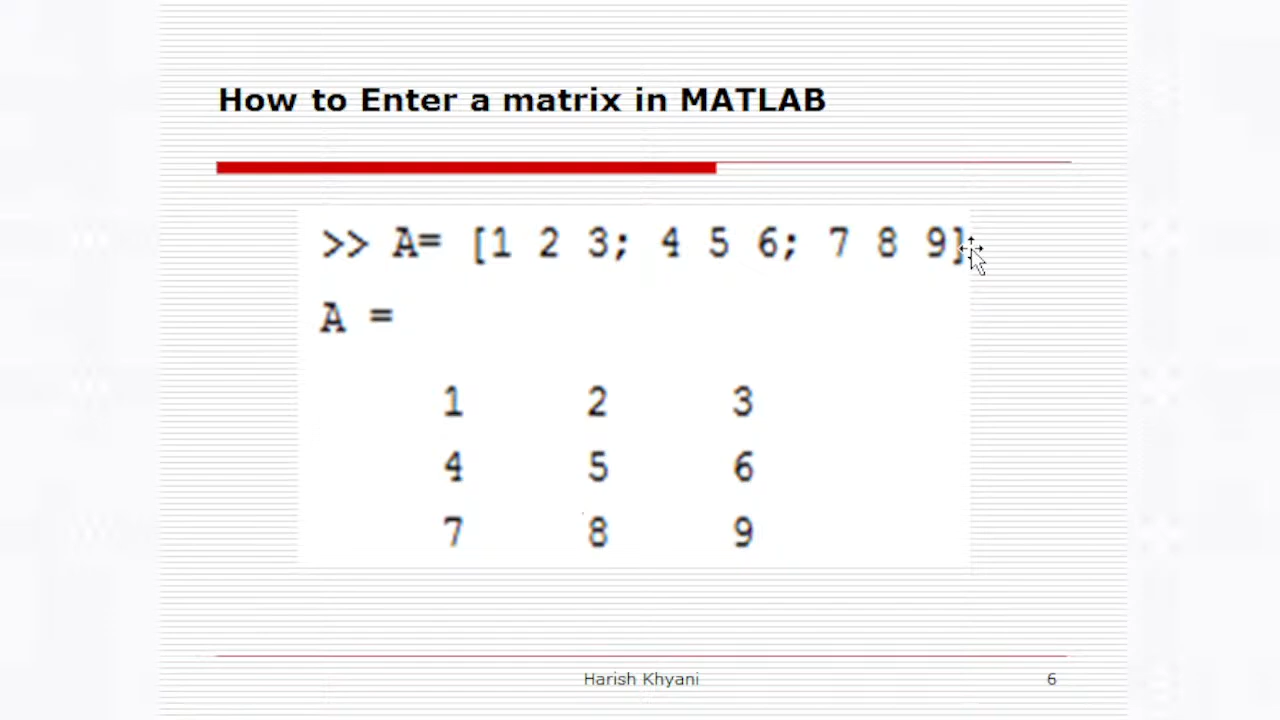 How to Enter a matrix in MATLAB
>> A= [1 2 3; 4 5 6; 7 8 9]
A =
1 2 3
4 5 6
7 8 9
Harish Khyani 6